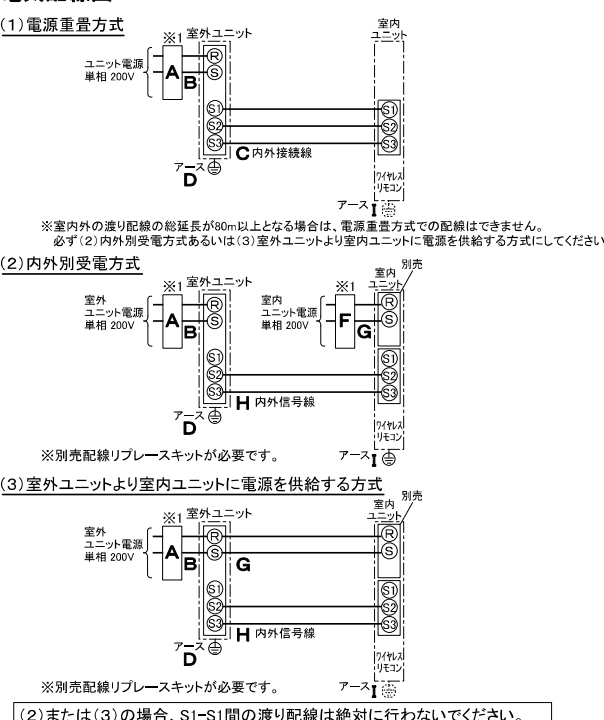 (1)電源重畳方式
※1 室外ユニット
室内
ユニット
ユニット電源
単相 200V
A
B
R
S
S1
S2
S3
S1
S2
S3
C 内外接続線
アース
D
ワイヤレス
リモコン
アース I
※室内外の渡り配線の総延長が80m以上となる場合は、電源重畳方式での配線はできません。
必ず(2)内外別受電方式あるいは(3)室外ユニットより室内ユニットに電源を供給する方式にしてください
(2)内外別受電方式
※1 室外ユニット
※1
室内
ユニット
別売
室外
ユニット電源
単相 200V
A
B
R
S
室内
ユニット電源
単相 200V
F
G
R
S
S1
S2
S3
S1
S2
S3
H 内外信号線
アース
D
ワイヤレス
リモコン
※別売配線リプレースキットが必要です。
アース I
(3)室外ユニットより室内ユニットに電源を供給する方式
※1 室外ユニット
室内
ユニット
別売
室外
ユニット電源
単相 200V
A
B
R
S
G
R
S
S1
S2
S3
S1
S2
S3
H 内外信号線
アース
D
ワイヤレス
リモコン
※別売配線リプレースキットが必要です。
アース I
(2)または(3)の場合、S1-S1間の渡り配線は絶対に行わないでください。